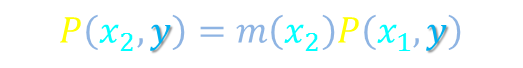 P(x₂, y) = m(x₂)P(x₁, y)